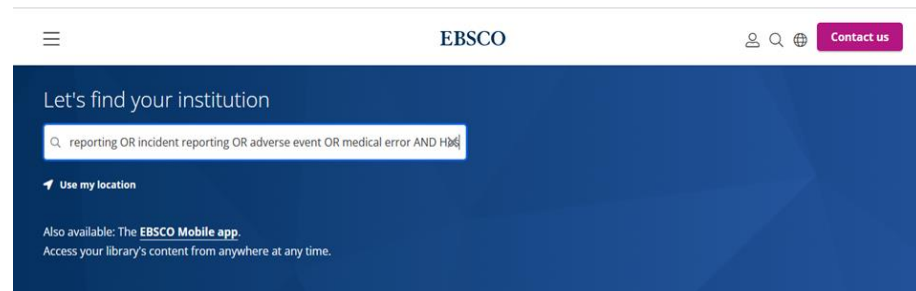 EBSCO
Contact us
Let's find your institution
reporting OR incident reporting OR adverse event OR medical error AND
Use my location
Also available: The EBSCO Mobile app.
Access your library's content from anywhere at any time.